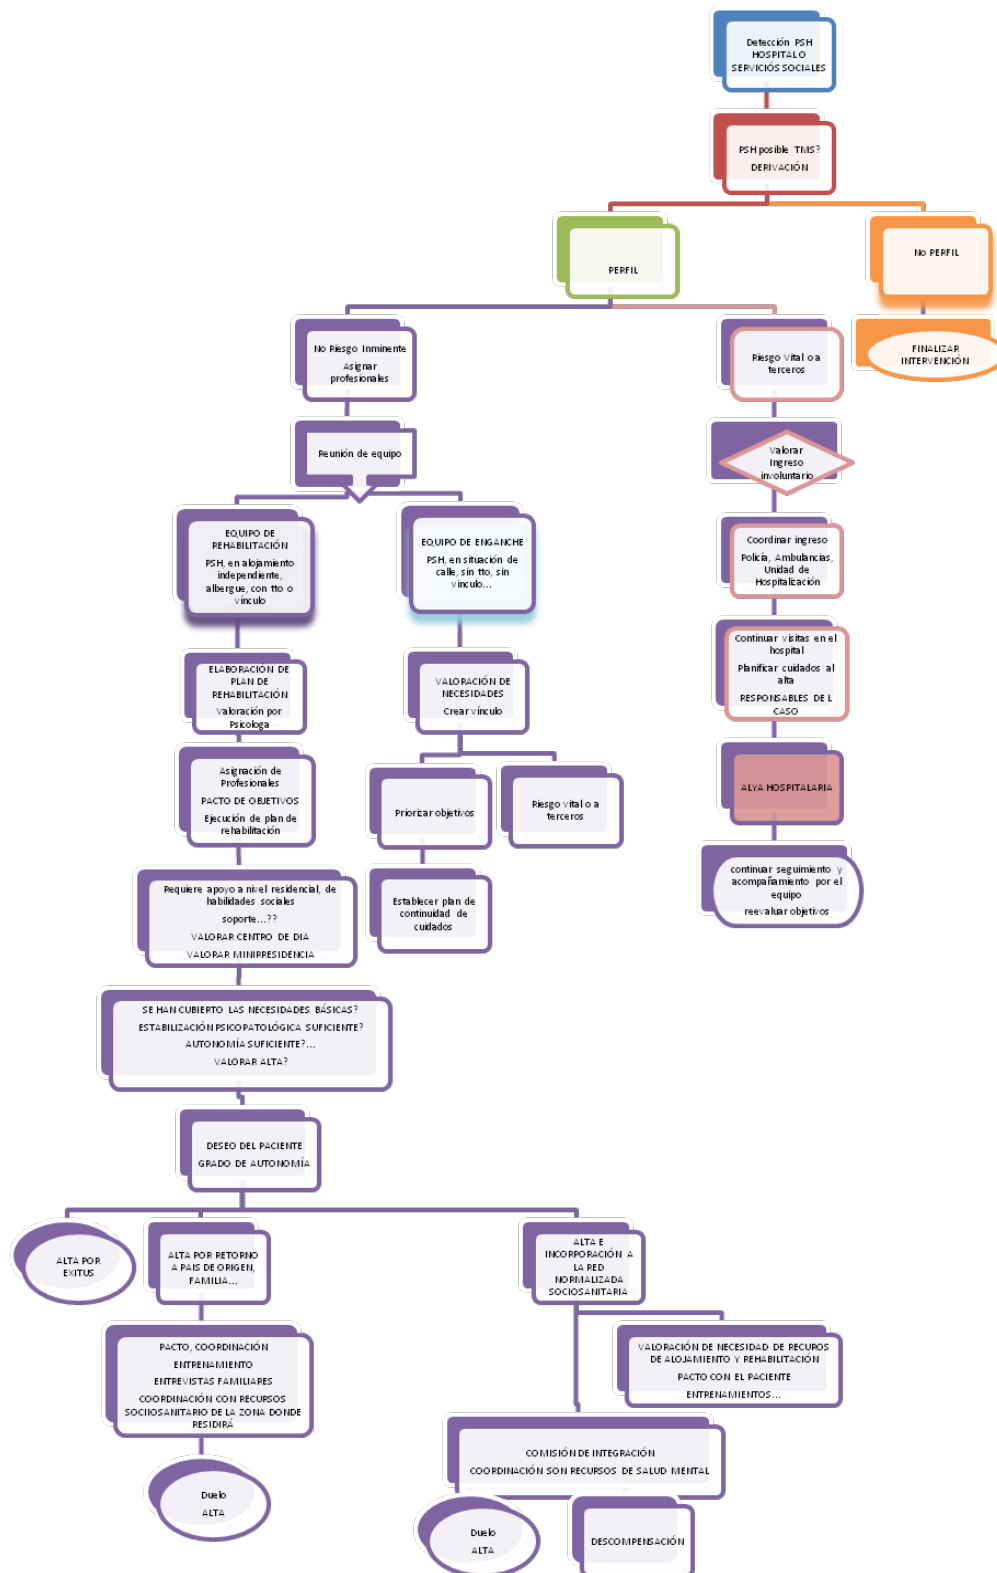 Detección PSH
HOSPITAL O
SERVICIÓS SOCIALES
PSH posible TMS?
DERIVACIÓN
PERFIL
No PERFIL
No Riesgo Inminente
Asignar
profesionales
Riesgo Vital o a
terceros
FINALIZAR
INTERVENCIÓN
Reunión de equipo
Valorar
Ingreso
involuntario
EQUIPO DE
REHABILITACIÓN
PSH, en alojamiento
independiente,
albergue, con tto o
vínculo
EQUIPO DE ENGANCHE
PSH, en situación de
calle, sin tto, sin
vínculo...
Coordinar ingreso
Policía, Ambulancias,
Unidad de
Hospitalización
ELABORACIÓN DE
PLAN DE
REHABILITACIÓN
Valoración por
Psicologa
VALORACIÓN DE
NECESIDADES
Crear vínculo
Continuar visitas en el
hospital
Planificar cuidados al
alta
RESPONSABLES DE L
CASO
Asignación de
Profesionales
PACTO DE OBJETIVOS
Ejecución de plan de
rehabilitación
Priorizar objetivos
Riesgo vital o a
terceros
ALYA HOSPITALARIA
Requiere apoyo a nivel residencial, de
habilidades sociales
soporte...??
VALORAR CENTRO DE DIA
VALORAR MINIRRESIDENCIA
Establecer plan de
continuidad de
cuidados
continuar seguimiento y
acompañamiento por el
equipo
reevaluar objetivos
SE HAN CUBIERTO LAS NECESIDADES BÁSICAS?
ESTABILIZACIÓN PSICOPATOLÓGICA SUFICIENTE?
AUTONOMÍA SUFICIENTE?...
VALORAR ALTA?
DESEO DEL PACIENTE
GRADO DE AUTONOMÍA
ALTA POR
EXITUS
ALTA POR RETORNO
A PAIS DE ORIGEN,
FAMILIA...
ALTA E
INCORPORACIÓN A
LA RED
NORMALIZADA
SOCIOSANITARIA
PACTO, COORDINACIÓN
ENTRENAMIENTO
ENTREVISTAS FAMILIARES
COORDINACIÓN CON RECURSOS
SOCIIOSANITARIO DE LA ZONA DONDE
RESIDIRÁ
VALORACIÓN DE NECESIDAD DE RECUROS
DE ALOJAMIENTO Y REHABILITACIÓN
PACTO CON EL PACIENTE
ENTRENAMIENTOS...
COMISIÓN DE INTEGRACIÓN
COORDINACIÓN SON RECURSOS DE SALUD MENTAL
Duelo
ALTA
Duelo
ALTA
DESCOMPENSACIÓN